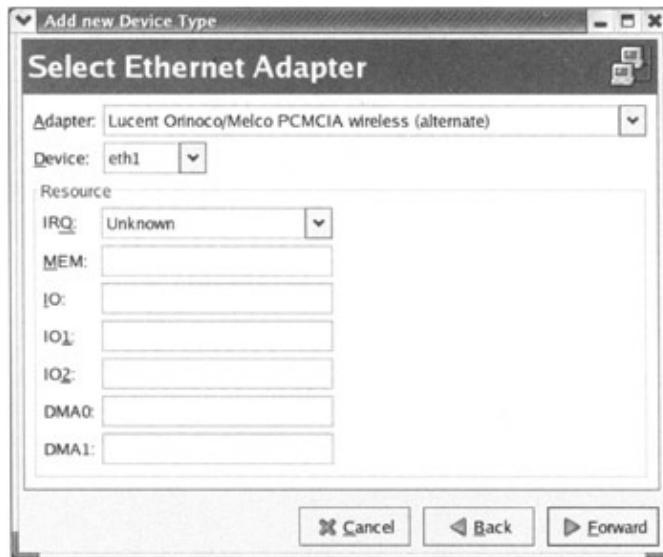 Add new Device Type
Select Ethernet Adapter
Adapter: Lucent Orinoco/Melco PCMCIA wireless (alternate)
Device: eth1
Resource
IRQ: Unknown
MEM:
IO:
IO1:
IO2:
DMA0:
DMA1:
Cancel Back Forward